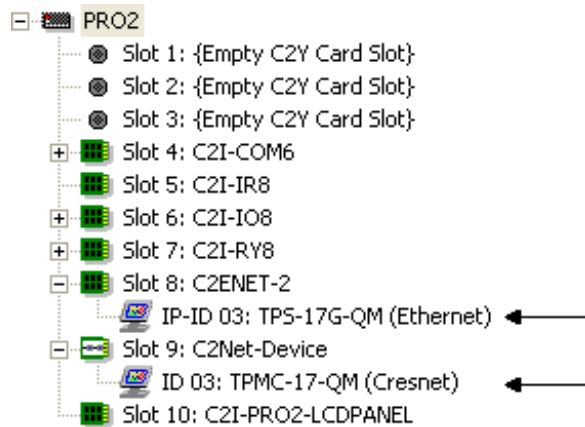 PRO2
Slot 1: {Empty C2Y Card Slot}
Slot 2: {Empty C2Y Card Slot}
Slot 3: {Empty C2Y Card Slot}
Slot 4: C2I-COM6
Slot 5: C2I-IR8
Slot 6: C2I-IO8
Slot 7: C2I-RY8
Slot 8: C2ENET-2
IP-ID 03: TPS-17G-QM (Ethernet)
Slot 9: C2Net-Device
ID 03: TPMC-17-QM (Cresnet)
Slot 10: C2I-PRO2-LCDPANEL